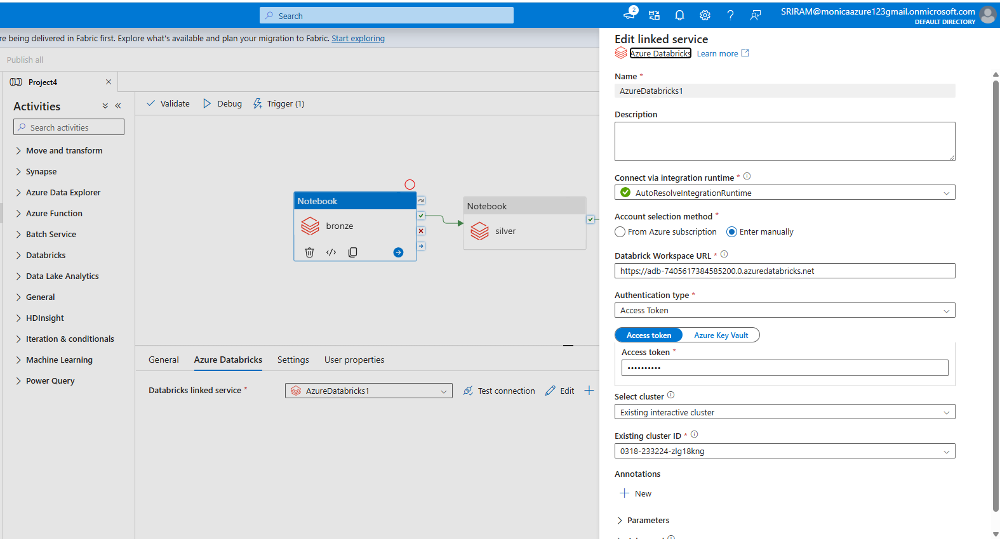 Search
2
SRIRAM@monicaazure123gmail.onmicrosoft.com
DEFAULT DIRECTORY
re being delivered in Fabric first. Explore what's available and plan your migration to Fabric. Start exploring
Publish all
Project4
Activities
Search activities
Move and transform
Synapse
Azure Data Explorer
Azure Function
Batch Service
Databricks
Data Lake Analytics
General
HDInsight
Iteration & conditionals
Machine Learning
Power Query
Validate
Debug
Trigger (1)
Notebook
bronze
Notebook
silver
General
Azure Databricks
Settings
User properties
Databricks linked service *
AzureDatabricks1
Test connection
Edit
Edit linked service
Azure Databricks Learn more
Name *
AzureDatabricks1
Description
Connect via integration runtime *
AutoResolveIntegrationRuntime
Account selection method *
From Azure subscription
Enter manually
Databrick Workspace URL *
https://adb-7405617384585200.0.azuredatabricks.net
Authentication type *
Access Token
Access token
Azure Key Vault
Access token *
••••••••••
Select cluster
Existing interactive cluster
Existing cluster ID *
0318-233224-zlg18kng
Annotations
New
Parameters